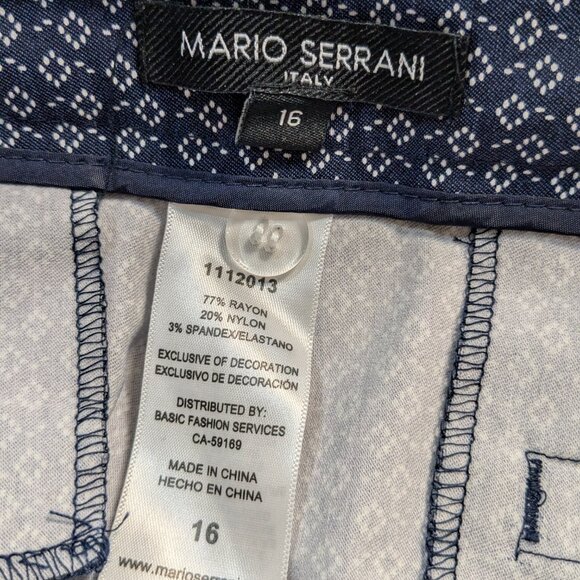 MARIO SERRANI
ITALY
16
1112013
77% RAYON
20% NYLON
3% SPANDEX/ELASTANO
EXCLUSIVE OF DECORATION
EXCLUSIVO DE DECORACIÓN
DISTRIBUTED BY:
BASIC FASHION SERVICES
CA-59169
MADE IN CHINA
HECHO EN CHINA
16